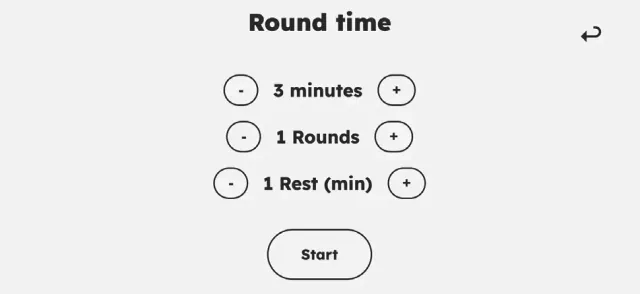 Round time
- 3 minutes +
- 1 Rounds +
- 1 Rest (min) +
Start